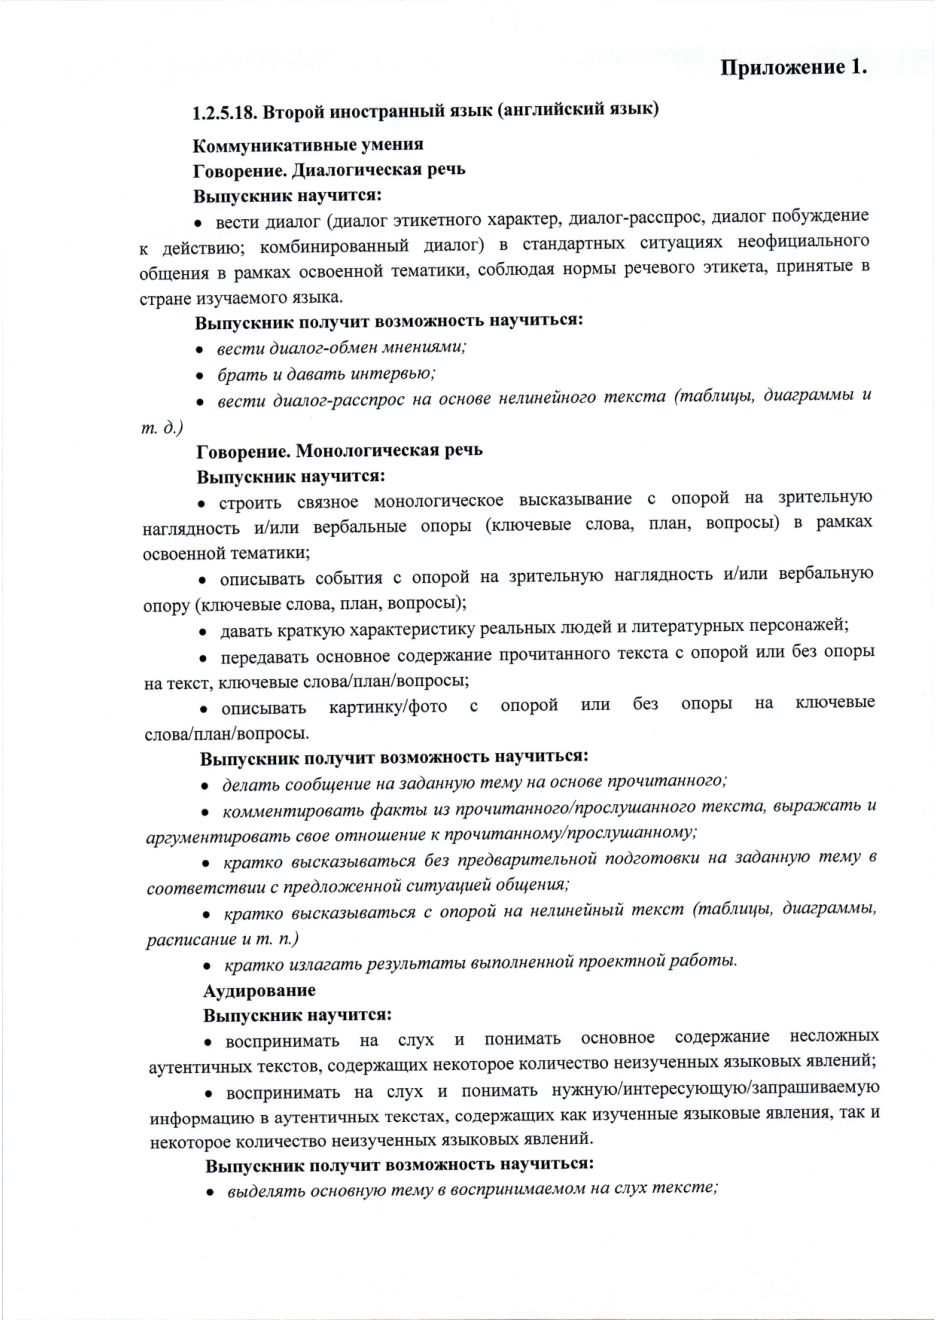 Приложение 1.
1.2.5.18. Второй иностранный язык (английский язык)
Коммуникативные умения
Говорение. Диалогическая речь
Выпускник научится:
• вести диалог (диалог этикетного характер, диалог-расспрос, диалог побуждение
к действию; комбинированный диалог) в стандартных ситуациях неофициального
общения в рамках освоенной тематики, соблюдая нормы речевого этикета, принятые в
стране изучаемого языка.
Выпускник получит возможность научиться:
• вести диалог-обмен мнениями;
• брать и давать интервью;
• вести диалог-расспрос на основе нелинейного текста (таблицы, диаграммы и
т. д.)
Говорение. Монологическая речь
Выпускник научится:
• строить связное монологическое высказывание с опорой на зрительную
наглядность и/или вербальные опоры (ключевые слова, план, вопросы) в рамках
освоенной тематики;
• описывать события с опорой на зрительную наглядность и/или вербальную
опору (ключевые слова, план, вопросы);
• давать краткую характеристику реальных людей и литературных персонажей;
• передавать основное содержание прочитанного текста с опорой или без опоры
на текст, ключевые слова/план/вопросы;
• описывать картинку/фото с опорой или без опоры на ключевые
слова/план/вопросы.
Выпускник получит возможность научиться:
• делать сообщение на заданную тему на основе прочитанного;
• комментировать факты из прочитанного/прослушанного текста, выражать и
аргументировать свое отношение к прочитанному/прослушанному;
• кратко высказываться без предварительной подготовки на заданную тему в
соответствии с предложенной ситуацией общения;
• кратко высказываться с опорой на нелинейный текст (таблицы, диаграммы,
расписание и т. п.)
• кратко излагать результаты выполненной проектной работы.
Аудирование
Выпускник научится:
• воспринимать на слух и понимать основное содержание несложных
аутентичных текстов, содержащих некоторое количество неизученных языковых явлений;
• воспринимать на слух и понимать нужную/интересующую/запрашиваемую
информацию в аутентичных текстах, содержащих как изученные языковые явления, так и
некоторое количество неизученных языковых явлений.
Выпускник получит возможность научиться:
• выделять основную тему в воспринимаемом на слух тексте;